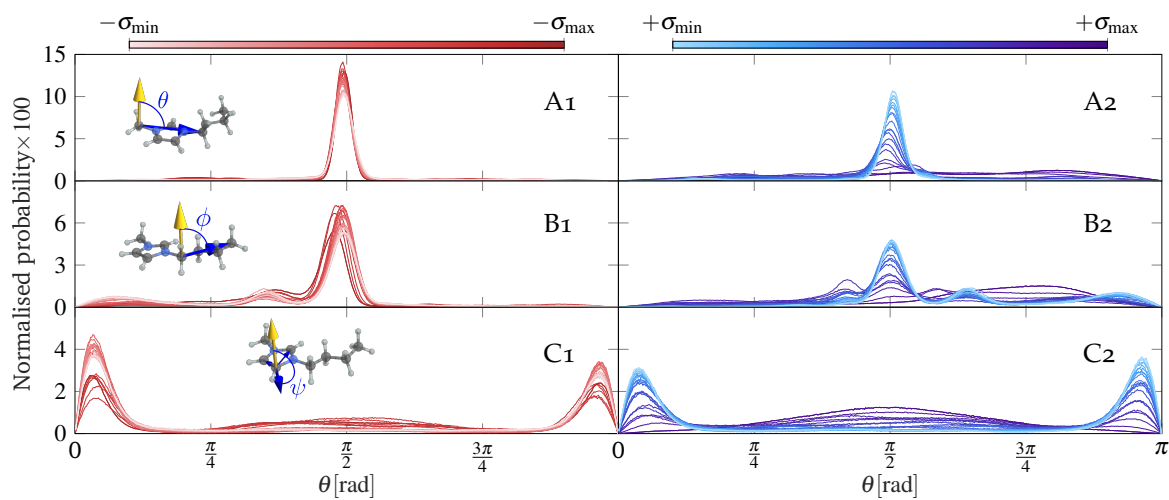 −σmin −σmax +σmin +σmax
Normalised probability×100
15
10
5
0
θ
A1 A2
6
3
0
ϕ
B1 B2
4
2
0
ψ
C1 C2
0 π/4 π/2 3π/4 0 π/4 π/2 3π/4 π
θ[rad] θ[rad]